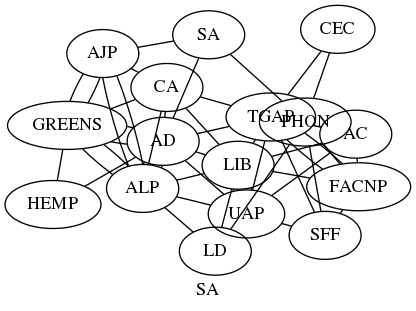 SA
CEC
AJP
CA
TGAP
PHON
GREENS
AC
AD
LIB
ALP
FACNP
HEMP
UAP
SFF
LD
SA